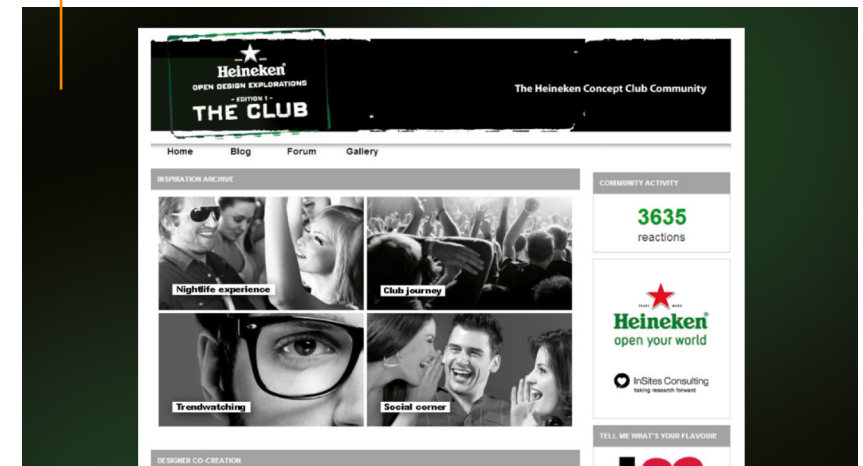 Heineken
OPEN DESIGN EXPLORATIONS
- EDITION 1 -
THE CLUB
The Heineken Concept Club Community
Home Blog Forum Gallery
INSPIRATION ARCHIVE
Nightlife experience
Club journey
Trendwatching
Social corner
DESIGNER CO-CREATION
COMMUNITY ACTIVITY
3635
reactions
TRADE MARK
Heineken
open your world
InSites Consulting
taking research forward
TELL ME WHAT'S YOUR FLAVOUR!